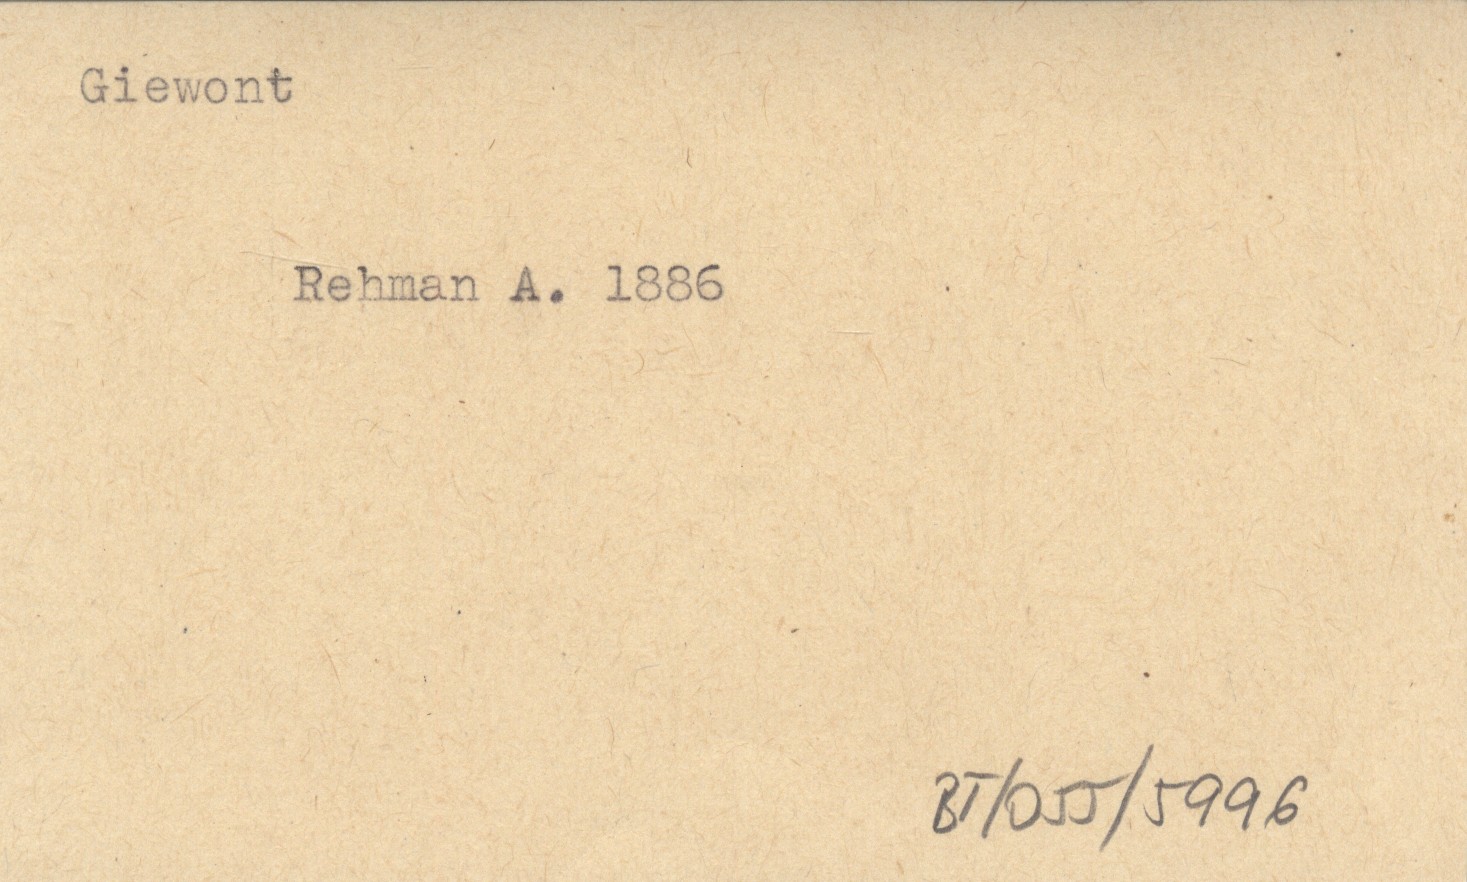 Giewont
Rehman A. 1886
BT/055/5996